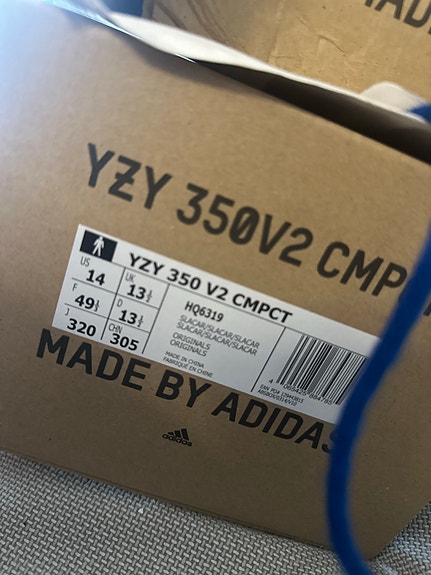 YZY 350V2 CMP
YZY 350 V2 CMPCT
US
14
UK
13½
F
49⅓
D
13½
J
320
CHN
305
HQ6319
SLACAR/SLACAR/SLACAR
SLACAR/SLACAR/SLACAR
ORIGINALS
ORIGINALS
MADE IN CHINA
FABRIQUÉ EN CHINE
MADE BY ADIDAS
adidas